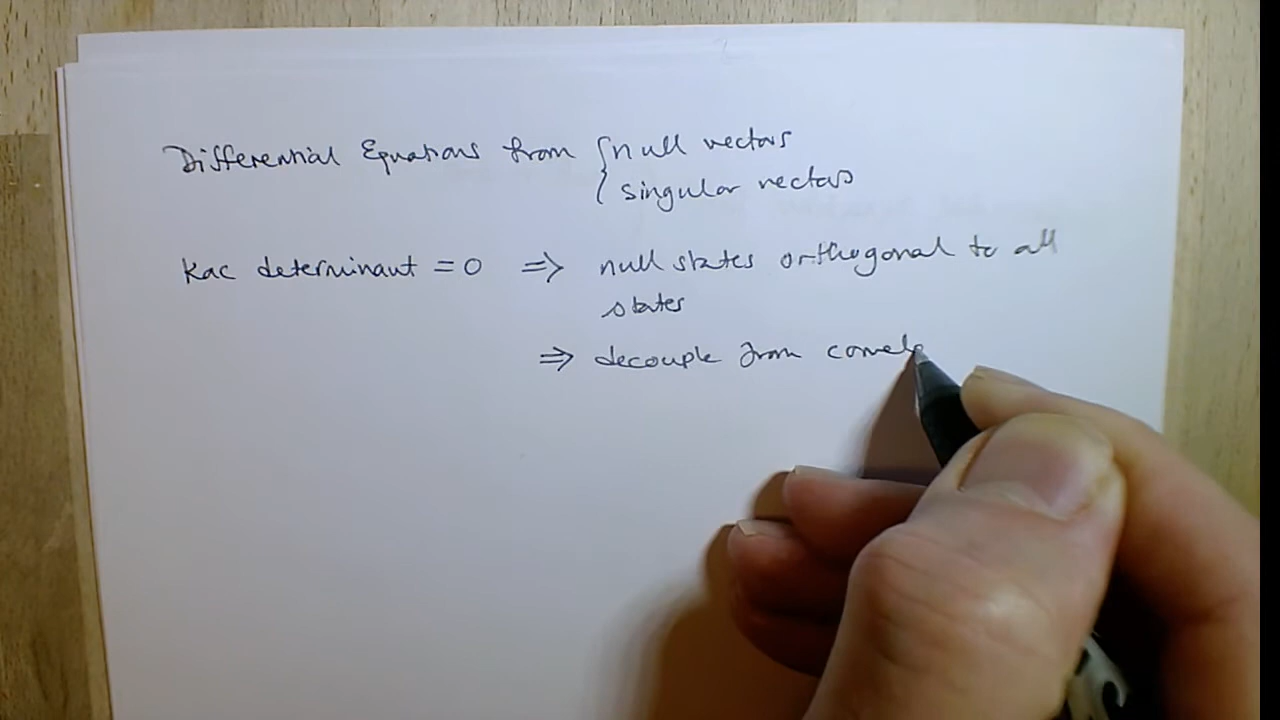 Differential Equations from { null vectors
singular vectors
Kac determinant = 0 => null states orthogonal to all
states
=> decouple from correl